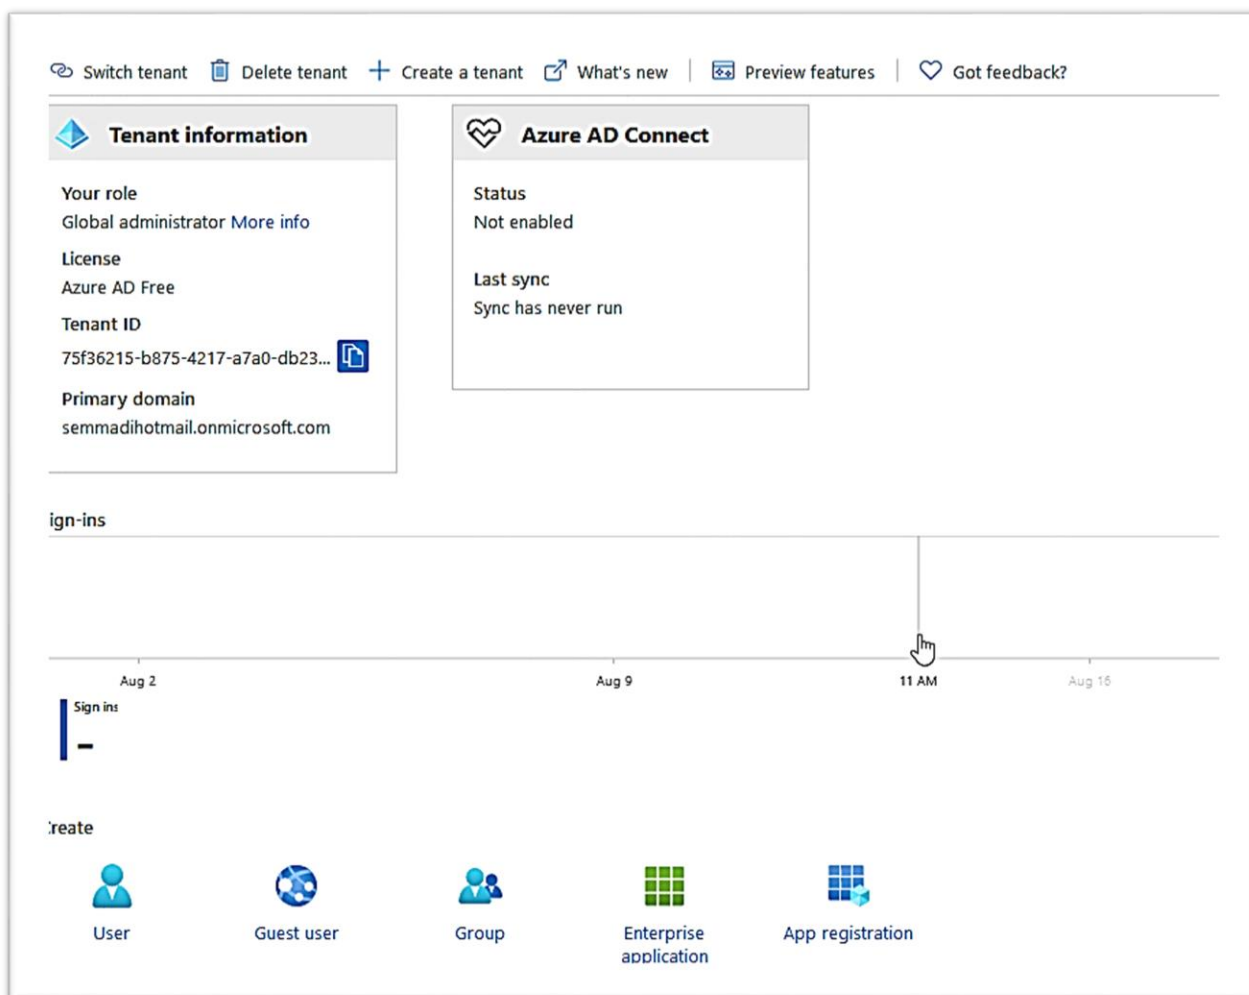 Switch tenant Delete tenant Create a tenant What's new Preview features Got feedback?
Tenant information
Your role
Global administrator More info
License
Azure AD Free
Tenant ID
75f36215-b875-4217-a7a0-db23...
Primary domain
semmadihotmail.onmicrosoft.com
Azure AD Connect
Status
Not enabled
Last sync
Sync has never run
ign-ins
Aug 2 Aug 9 11 AM Aug 16
Sign ins
–
reate
User Guest user Group Enterprise application App registration